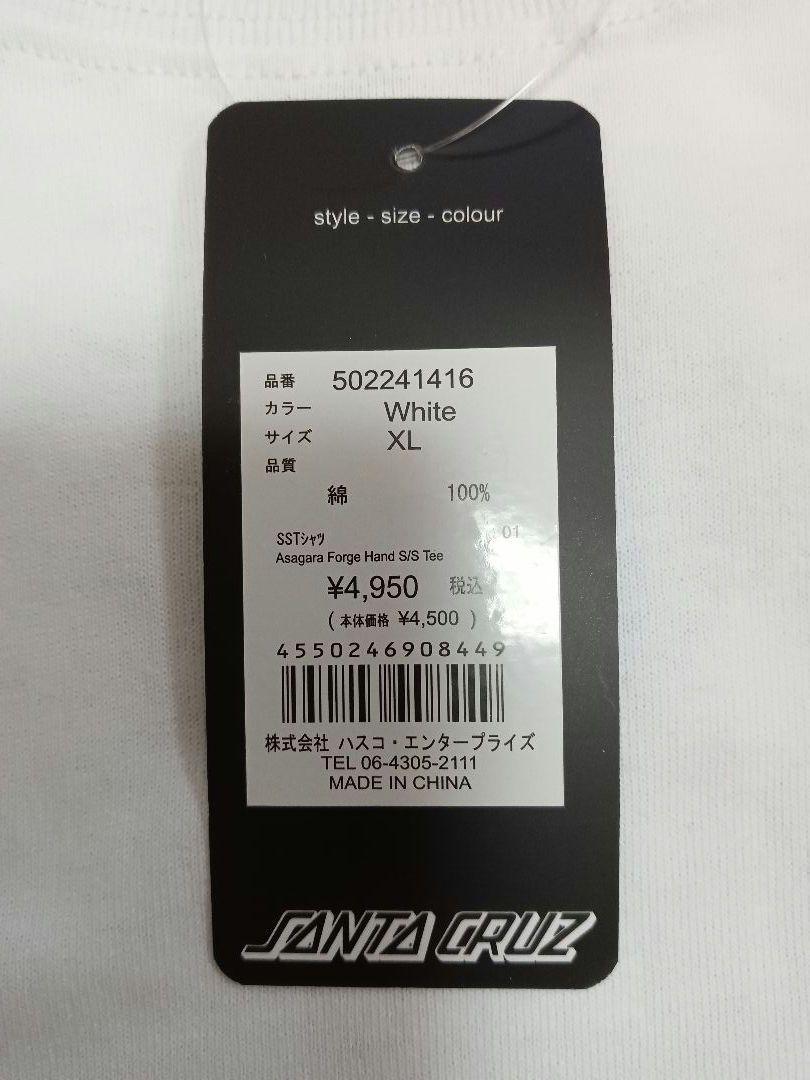 style - size - colour
品番 502241416
カラー White
サイズ XL
品質
綿 100%
SSTシャツ 01
Asagara Forge Hand S/S Tee
¥4,950 税込
( 本体価格 ¥4,500 )
4550246908449
株式会社 ハスコ・エンタープライズ
TEL 06-4305-2111
MADE IN CHINA
SANTA CRUZ